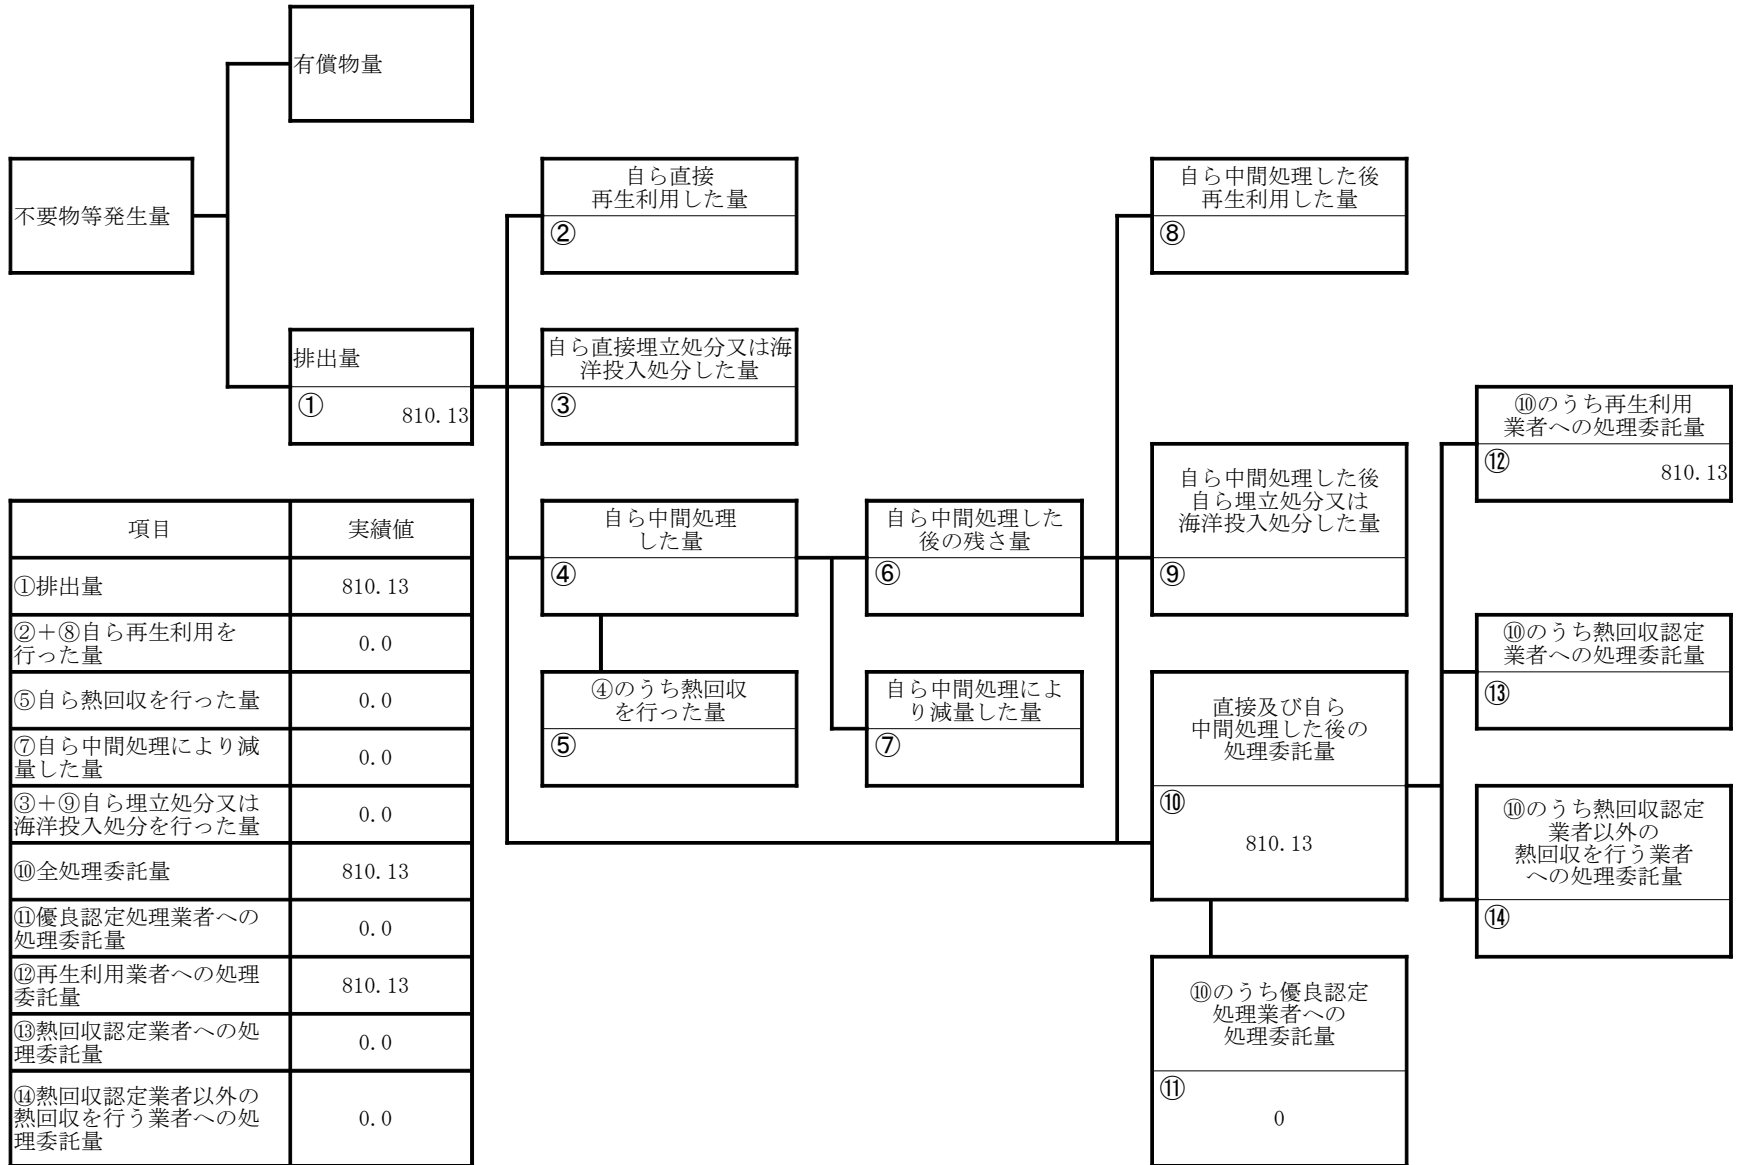 有償物量
不要物等発生量
自ら直接
再生利用した量
②
自ら中間処理した後
再生利用した量
⑧
排出量
①
810.13
自ら直接埋立処分又は海
洋投入処分した量
③
⑩のうち再生利用
業者への処理委託量
⑫
810.13
自ら中間処理
した量
④
自ら中間処理した
後の残さ量
⑥
自ら中間処理した後
自ら埋立処分又は
海洋投入処分した量
⑨
⑩のうち熱回収認定
業者への処理委託量
⑬
④のうち熱回収
を行った量
⑤
自ら中間処理によ
り減量した量
⑦
直接及び自ら
中間処理した後の
処理委託量
⑩
810.13
⑩のうち熱回収認定
業者以外の
熱回収を行う業者
への処理委託量
⑭
⑩のうち優良認定
処理業者への
処理委託量
⑪
0
項目 実績値
①排出量 810.13
②+⑧自ら再生利用を
行った量 0.0
⑤自ら熱回収を行った量 0.0
⑦自ら中間処理により減
量した量 0.0
③+⑨自ら埋立処分又は
海洋投入処分を行った量 0.0
⑩全処理委託量 810.13
⑪優良認定処理業者への
処理委託量 0.0
⑫再生利用業者への処理
委託量 810.13
⑬熱回収認定業者への処
理委託量 0.0
⑭熱回収認定業者以外の
熱回収を行う業者への処
理委託量 0.0